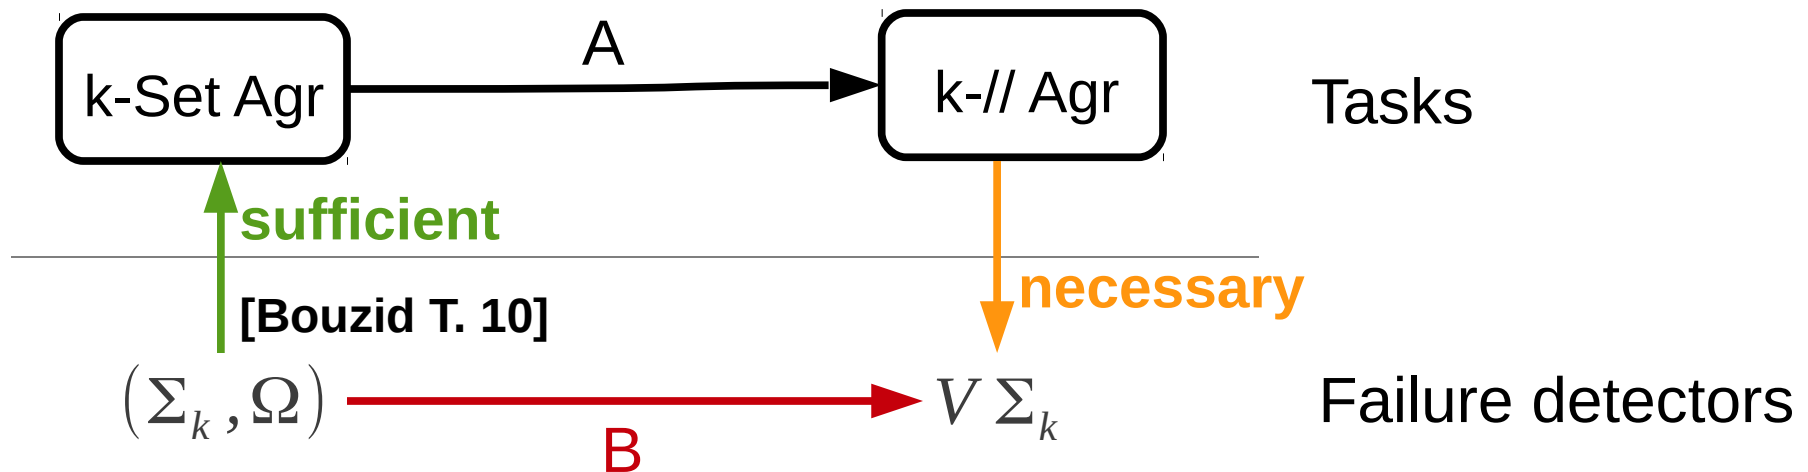 A
k-Set Agr
k-// Agr
Tasks
sufficient
necessary
[Bouzid T. 10]
(Σk , Ω)
V Σk
Failure detectors
B